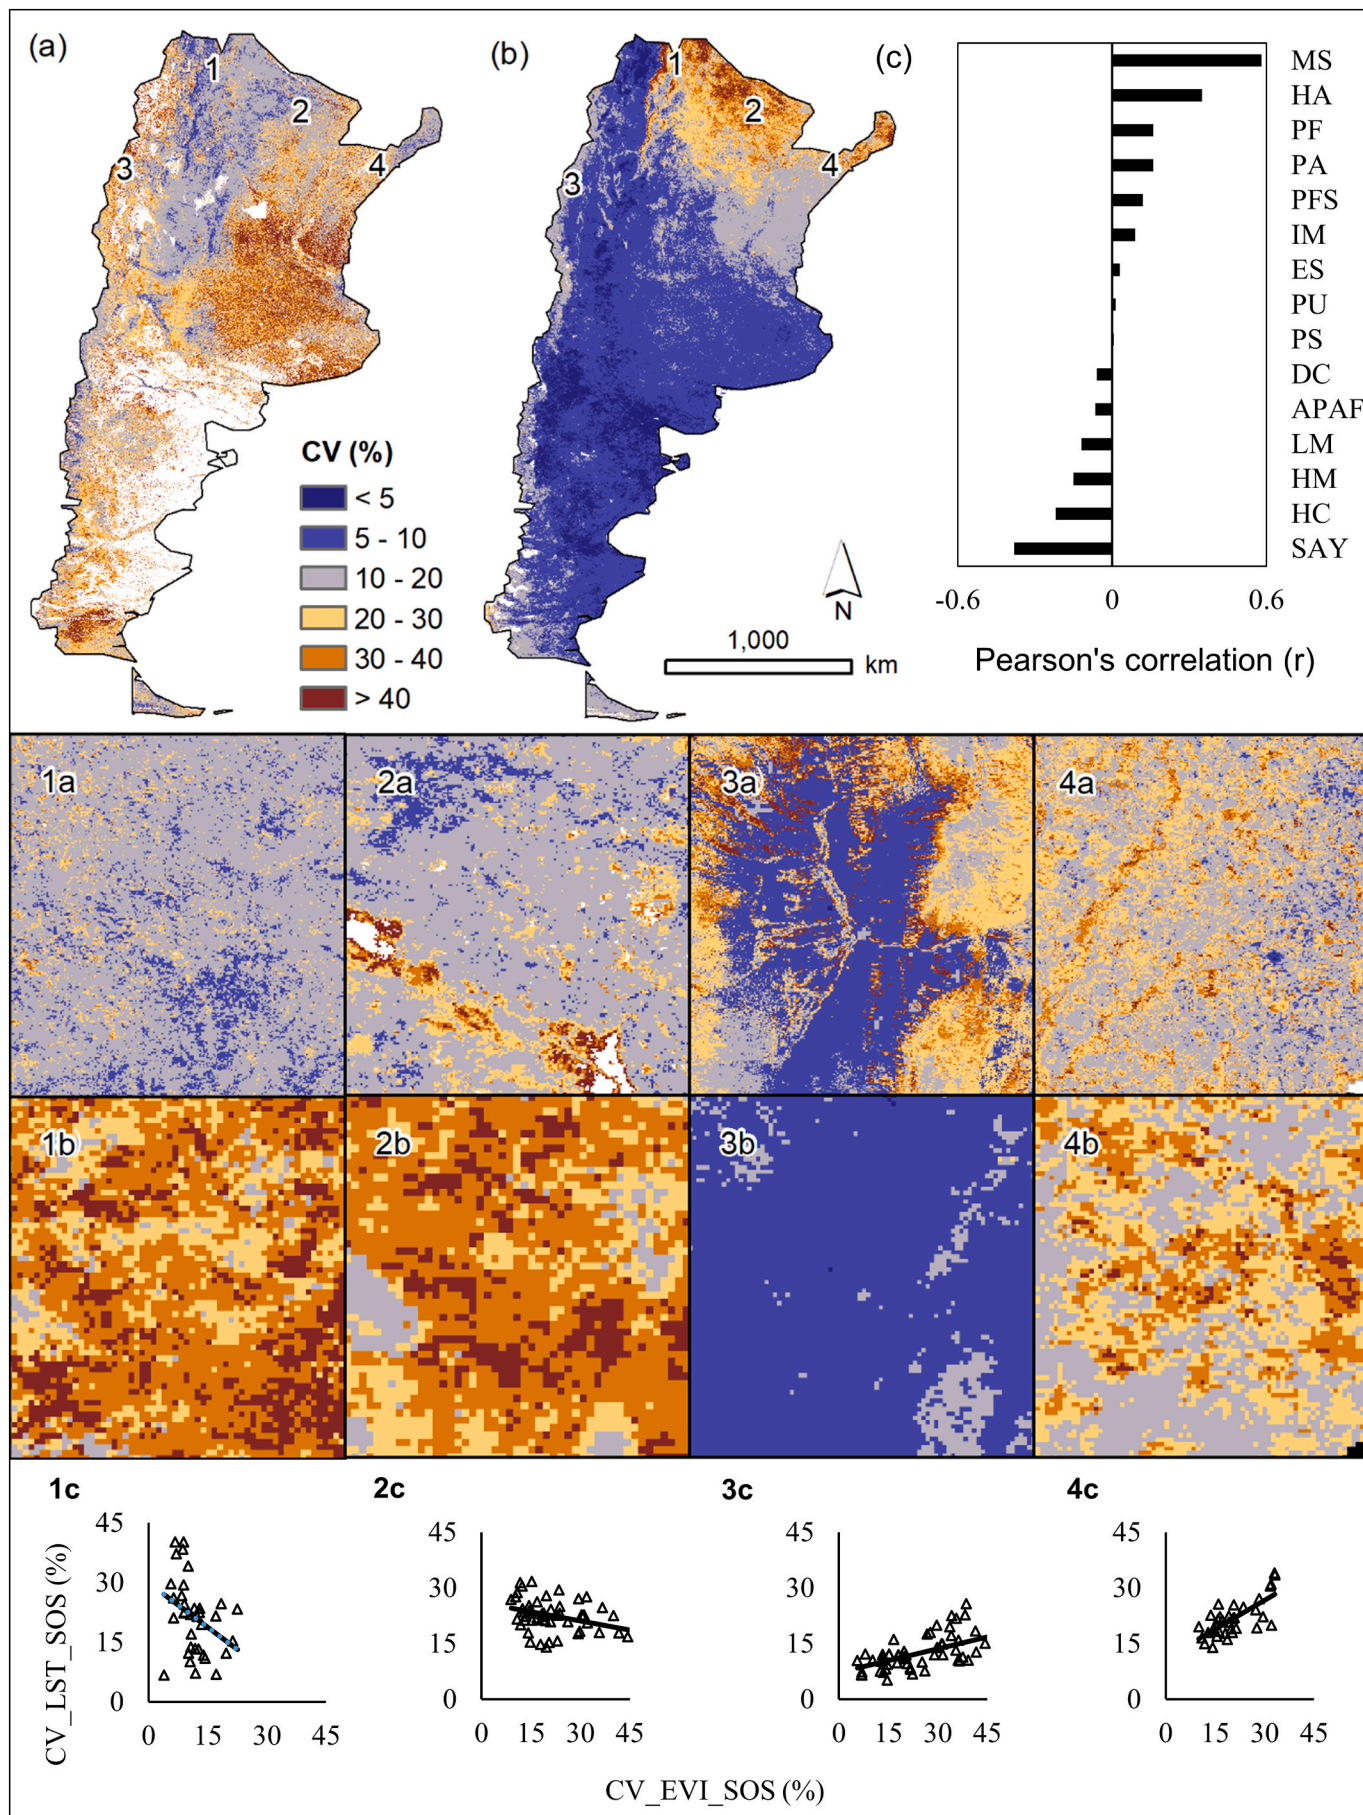 (a)
(b)
(c)
1
2
3
4
1
2
3
4
CV (%)
< 5
5 - 10
10 - 20
20 - 30
30 - 40
> 40
N
1,000
km
MS
HA
PF
PA
PFS
IM
ES
PU
PS
DC
APAF
LM
HM
HC
SAY
-0.6 0 0.6
Pearson's correlation (r)
1a
2a
3a
4a
1b
2b
3b
4b
1c
2c
3c
4c
CV_LST_SOS (%)
45
30
15
0
0 15 30 45
45
30
15
0
0 15 30 45
45
30
15
0
0 15 30 45
45
30
15
0
0 15 30 45
CV_EVI_SOS (%)